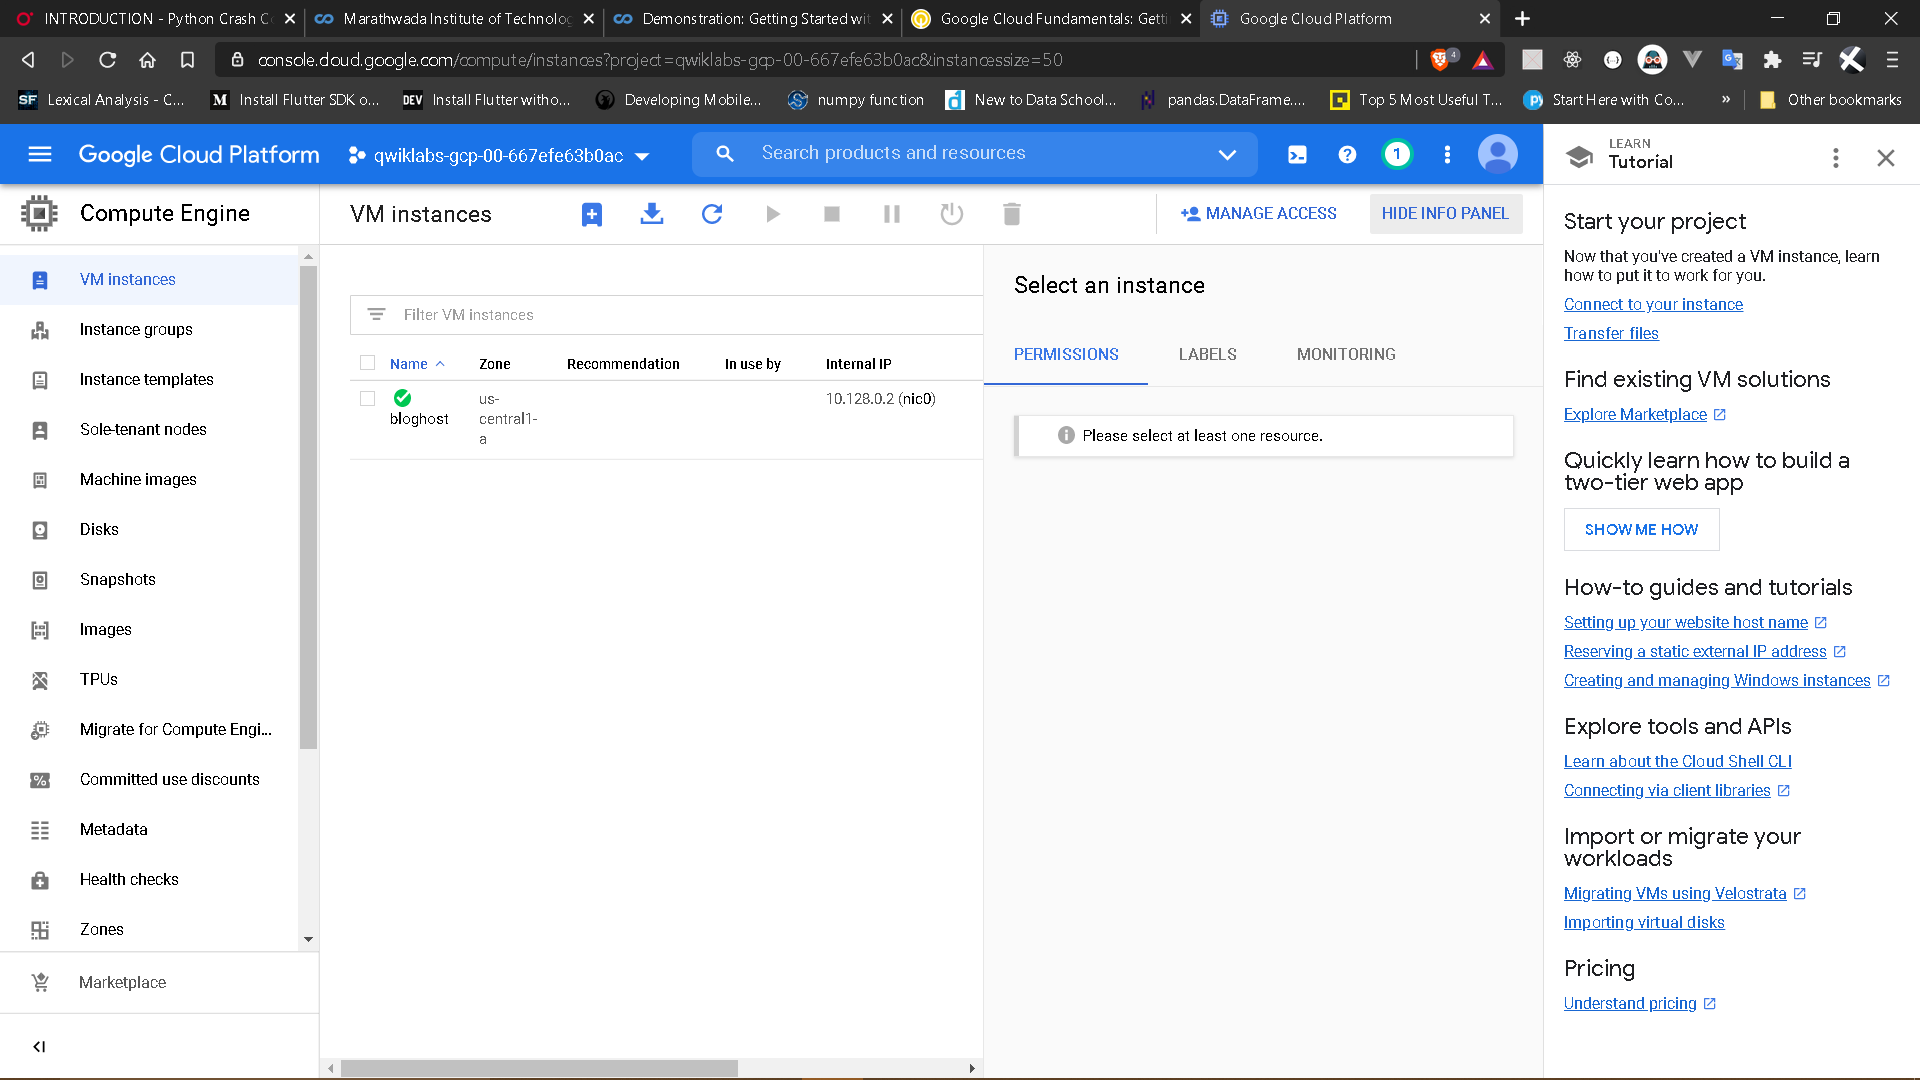 INTRODUCTION - Python Crash C
Marathwada Institute of Technolog
Demonstration: Getting Started wit
Google Cloud Fundamentals: Getti
Google Cloud Platform
console.cloud.google.com/compute/instances?project=qwiklabs-gcp-00-667efe63b0ac&instancessize=50
4
SF Lexical Analysis - C...
M Install Flutter SDK o...
DEV Install Flutter witho...
Developing Mobile...
numpy function
d New to Data School...
pandas.DataFrame....
Top 5 Most Useful T...
Start Here with Co...
»
Other bookmarks
Google Cloud Platform
qwiklabs-gcp-00-667efe63b0ac
Search products and resources
1
Compute Engine
VM instances
Instance groups
Instance templates
Sole-tenant nodes
Machine images
Disks
Snapshots
Images
TPUs
Migrate for Compute Engi...
Committed use discounts
Metadata
Health checks
Zones
Marketplace
VM instances
MANAGE ACCESS
HIDE INFO PANEL
Filter VM instances
Name Zone Recommendation In use by Internal IP
bloghost
us-
central1-
a
10.128.0.2 (nic0)
Select an instance
PERMISSIONS LABELS MONITORING
Please select at least one resource.
LEARN
Tutorial
Start your project
Now that you've created a VM instance, learn
how to put it to work for you.
Connect to your instance
Transfer files
Find existing VM solutions
Explore Marketplace
Quickly learn how to build a
two-tier web app
SHOW ME HOW
How-to guides and tutorials
Setting up your website host name
Reserving a static external IP address
Creating and managing Windows instances
Explore tools and APIs
Learn about the Cloud Shell CLI
Connecting via client libraries
Import or migrate your
workloads
Migrating VMs using Velostrata
Importing virtual disks
Pricing
Understand pricing